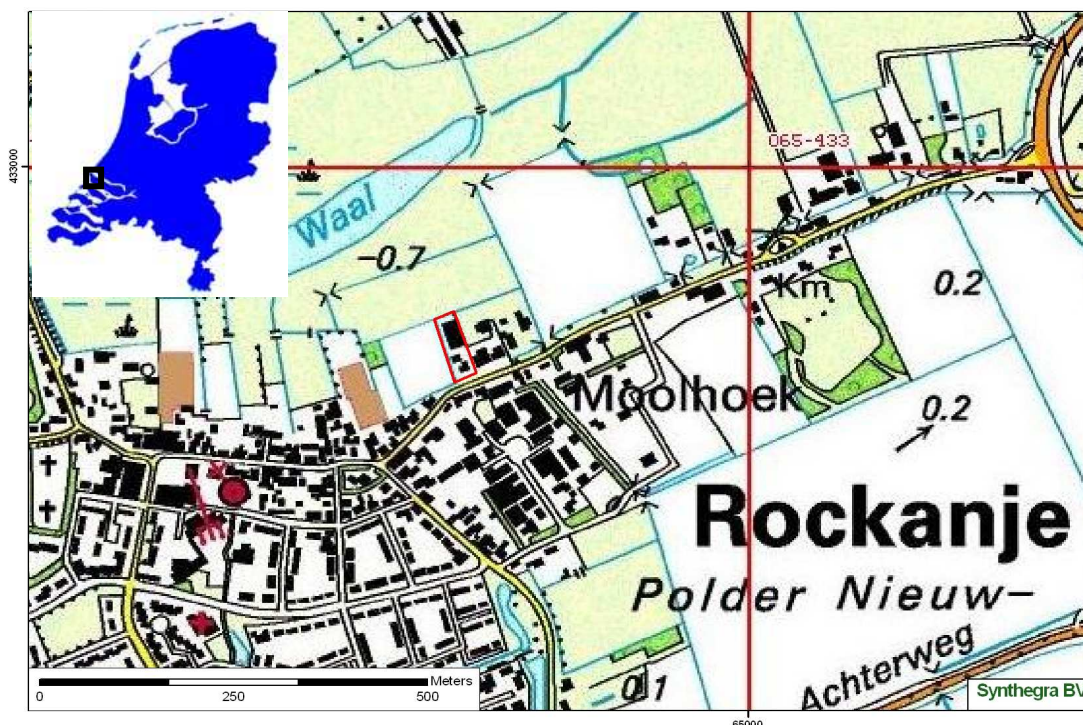 065-433
433000
Waal
-0.7
Km
0.2
Moolhoek
0.2
Rockanje
Polder Nieuw-
Achterweg
0.1
Meters
0 250 500
Synthegra BV
65000